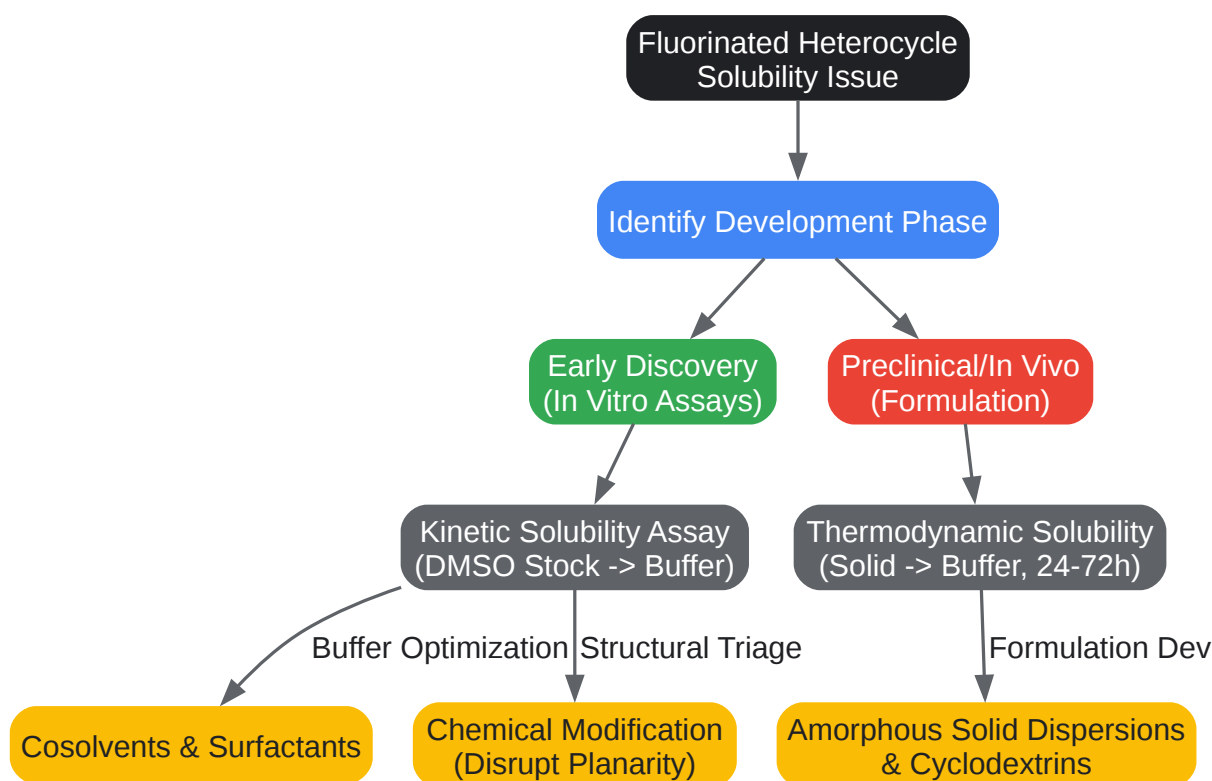 Fluorinated Heterocycle
Solubility Issue
Identify Development Phase
Early Discovery
(In Vitro Assays)
Preclinical/In Vivo
(Formulation)
Kinetic Solubility Assay
(DMSO Stock -> Buffer)
Thermodynamic Solubility
(Solid -> Buffer, 24-72h)
Buffer Optimization
Structural Triage
Formulation Dev
Cosolvents & Surfactants
Chemical Modification
(Disrupt Planarity)
Amorphous Solid Dispersions
& Cyclodextrins